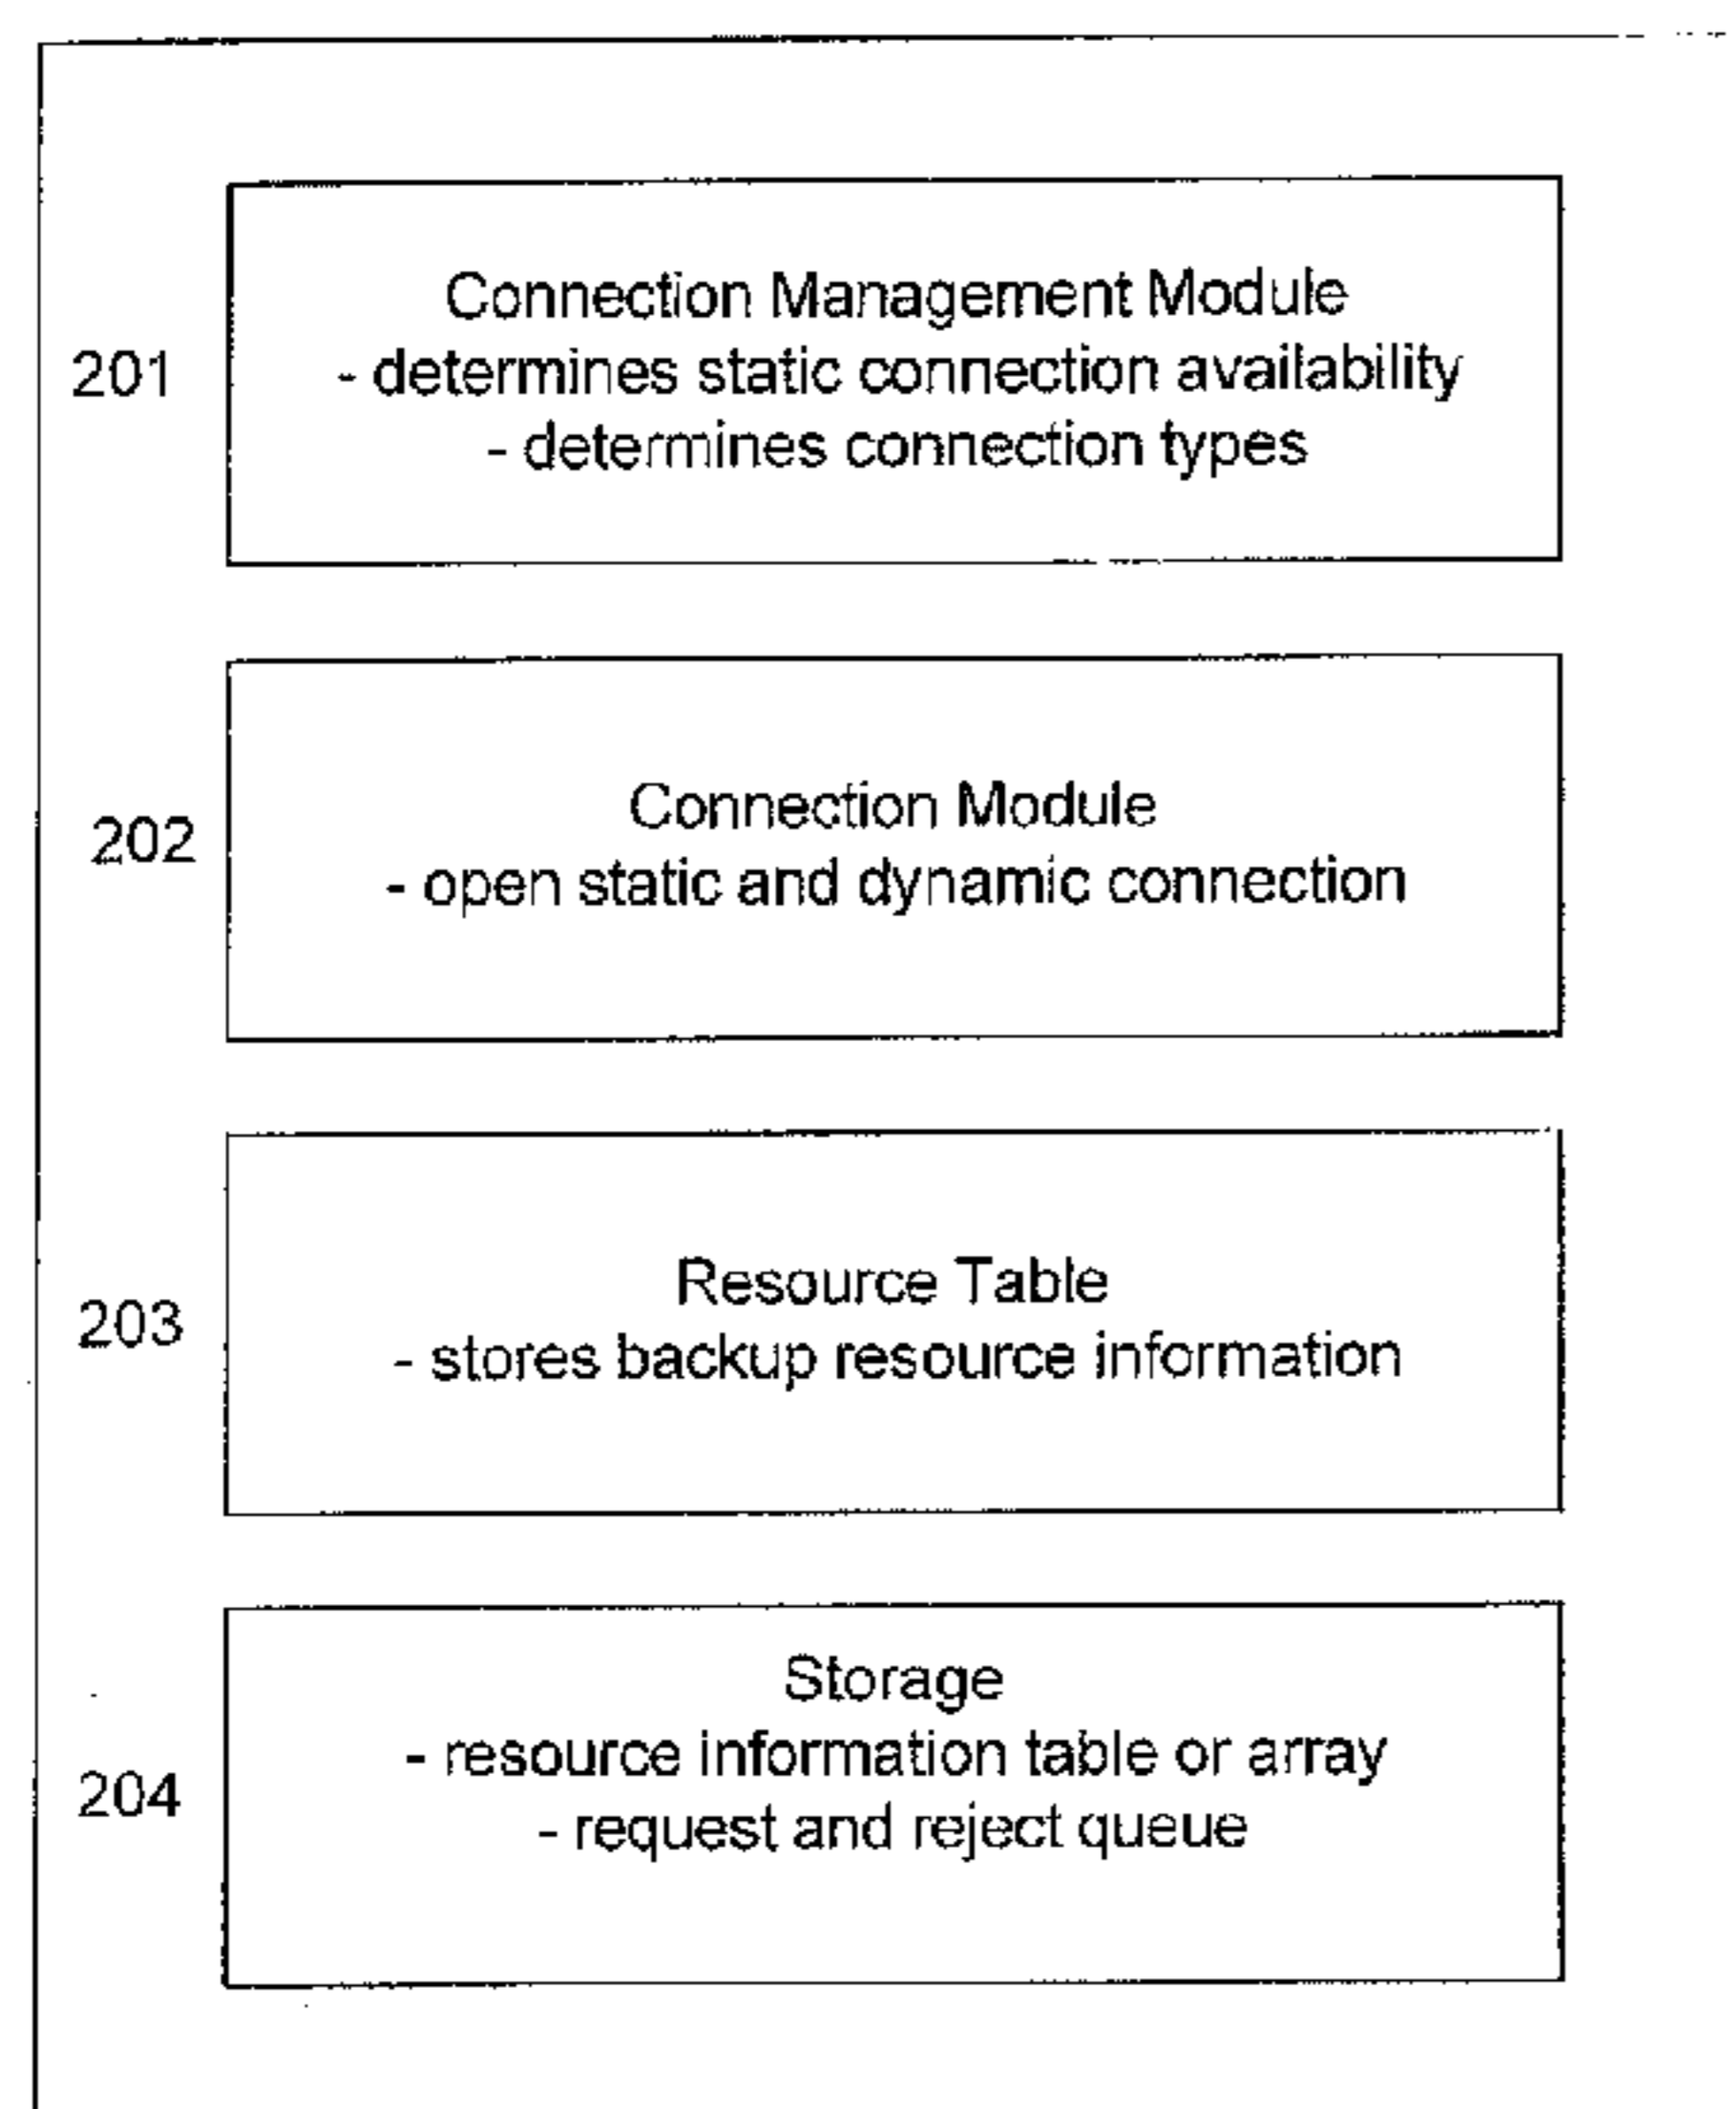 Connection Management Module
201
- determines static connection availability
- determines connection types
Connection Module
202
- open static and dynamic connection
Resource Table
203
- stores backup resource information
Storage
- resource information table or array
204
- request and reject queue